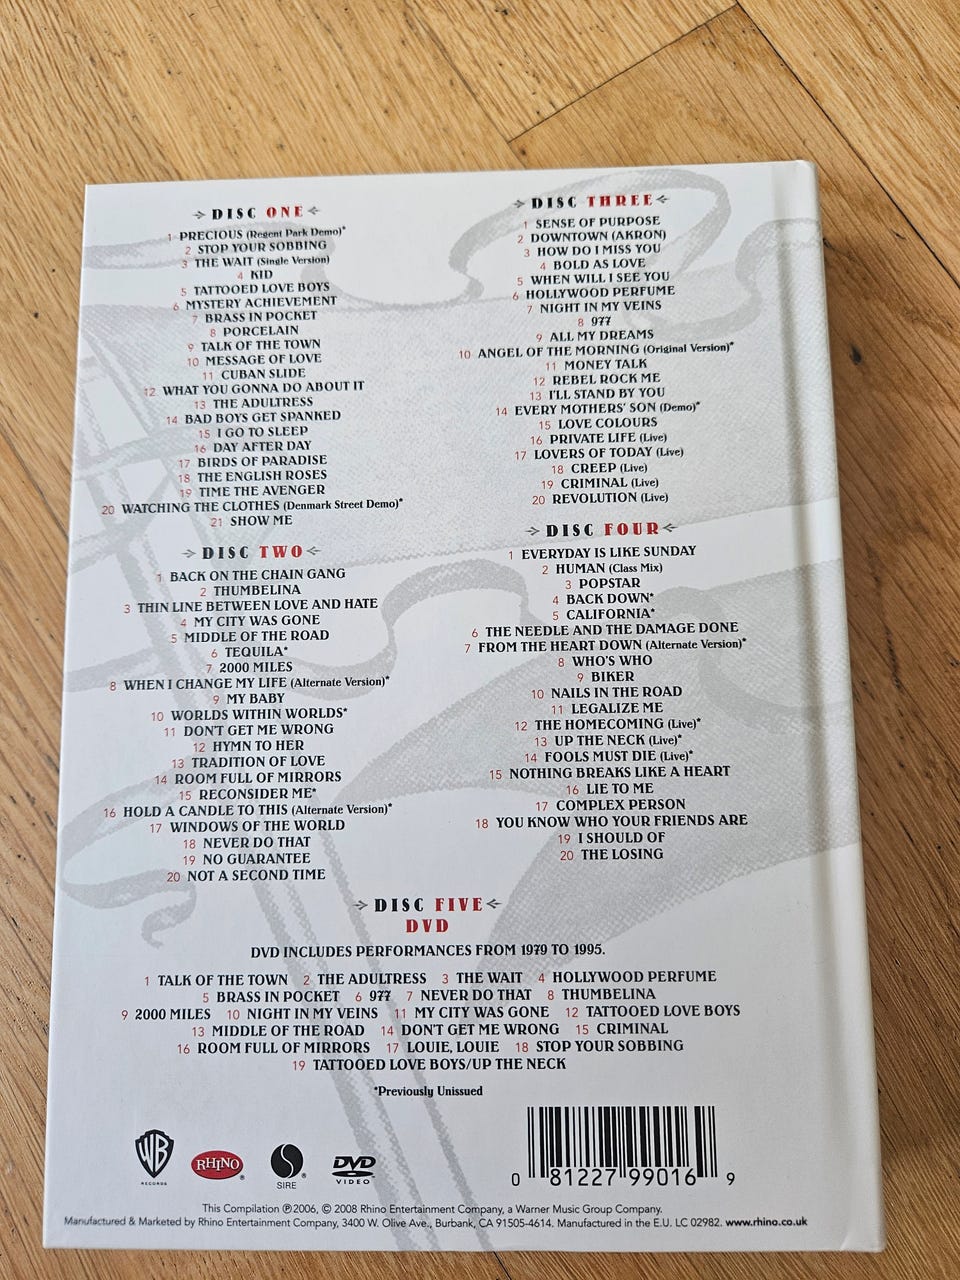 DISC ONE
1 PRECIOUS (Regent Park Demo)*
2 STOP YOUR SOBBING
3 THE WAIT (Single Version)
4 KID
5 TATTOOED LOVE BOYS
6 MYSTERY ACHIEVEMENT
7 BRASS IN POCKET
8 PORCELAIN
9 TALK OF THE TOWN
10 MESSAGE OF LOVE
11 CUBAN SLIDE
12 WHAT YOU GONNA DO ABOUT IT
13 THE ADULTRESS
14 BAD BOYS GET SPANKED
15 I GO TO SLEEP
16 DAY AFTER DAY
17 BIRDS OF PARADISE
18 THE ENGLISH ROSES
19 TIME THE AVENGER
20 WATCHING THE CLOTHES (Denmark Street Demo)*
21 SHOW ME
DISC TWO
1 BACK ON THE CHAIN GANG
2 THUMBELINA
3 THIN LINE BETWEEN LOVE AND HATE
4 MY CITY WAS GONE
5 MIDDLE OF THE ROAD
6 TEQUILA*
7 2000 MILES
8 WHEN I CHANGE MY LIFE (Alternate Version)*
9 MY BABY
10 WORLDS WITHIN WORLDS*
11 DON'T GET ME WRONG
12 HYMN TO HER
13 TRADITION OF LOVE
14 ROOM FULL OF MIRRORS
15 RECONSIDER ME*
16 HOLD A CANDLE TO THIS (Alternate Version)*
17 WINDOWS OF THE WORLD
18 NEVER DO THAT
19 NO GUARANTEE
20 NOT A SECOND TIME
DISC THREE
1 SENSE OF PURPOSE
2 DOWNTOWN (AKRON)
3 HOW DO I MISS YOU
4 BOLD AS LOVE
5 WHEN WILL I SEE YOU
6 HOLLYWOOD PERFUME
7 NIGHT IN MY VEINS
8 977
9 ALL MY DREAMS
10 ANGEL OF THE MORNING (Original Version)*
11 MONEY TALK
12 REBEL ROCK ME
13 I'LL STAND BY YOU
14 EVERY MOTHERS' SON (Demo)*
15 LOVE COLOURS
16 PRIVATE LIFE (Live)
17 LOVERS OF TODAY (Live)
18 CREEP (Live)
19 CRIMINAL (Live)
20 REVOLUTION (Live)
DISC FOUR
1 EVERYDAY IS LIKE SUNDAY
2 HUMAN (Class Mix)
3 POPSTAR
4 BACK DOWN*
5 CALIFORNIA*
6 THE NEEDLE AND THE DAMAGE DONE
7 FROM THE HEART DOWN (Alternate Version)*
8 WHO'S WHO
9 BIKER
10 NAILS IN THE ROAD
11 LEGALIZE ME
12 THE HOMECOMING (Live)*
13 UP THE NECK (Live)*
14 FOOLS MUST DIE (Live)*
15 NOTHING BREAKS LIKE A HEART
16 LIE TO ME
17 COMPLEX PERSON
18 YOU KNOW WHO YOUR FRIENDS ARE
19 I SHOULD OF
20 THE LOSING
DISC FIVE
DVD
DVD INCLUDES PERFORMANCES FROM 1979 TO 1995.
1 TALK OF THE TOWN 2 THE ADULTRESS 3 THE WAIT 4 HOLLYWOOD PERFUME
5 BRASS IN POCKET 6 977 7 NEVER DO THAT 8 THUMBELINA
9 2000 MILES 10 NIGHT IN MY VEINS 11 MY CITY WAS GONE 12 TATTOOED LOVE BOYS
13 MIDDLE OF THE ROAD 14 DON'T GET ME WRONG 15 CRIMINAL
16 ROOM FULL OF MIRRORS 17 LOUIE, LOUIE 18 STOP YOUR SOBBING
19 TATTOOED LOVE BOYS/UP THE NECK
*Previously Unissued
WB RECORDS
RHINO®
SIRE®
DVD VIDEO™
0 81227 99016 9
This Compilation ℗2006, © 2008 Rhino Entertainment Company, a Warner Music Group Company.
Manufactured & Marketed by Rhino Entertainment Company, 3400 W. Olive Ave., Burbank, CA 91505-4614. Manufactured in the E.U. LC 02982. www.rhino.co.uk